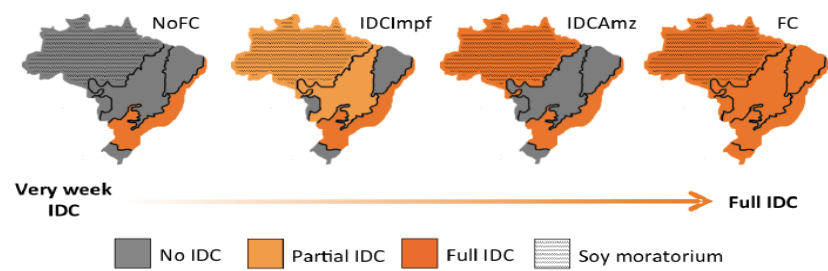 NoFC IDCImpf IDCAmz FC
Very week
IDC
Full IDC
No IDC Partial IDC Full IDC Soy moratorium